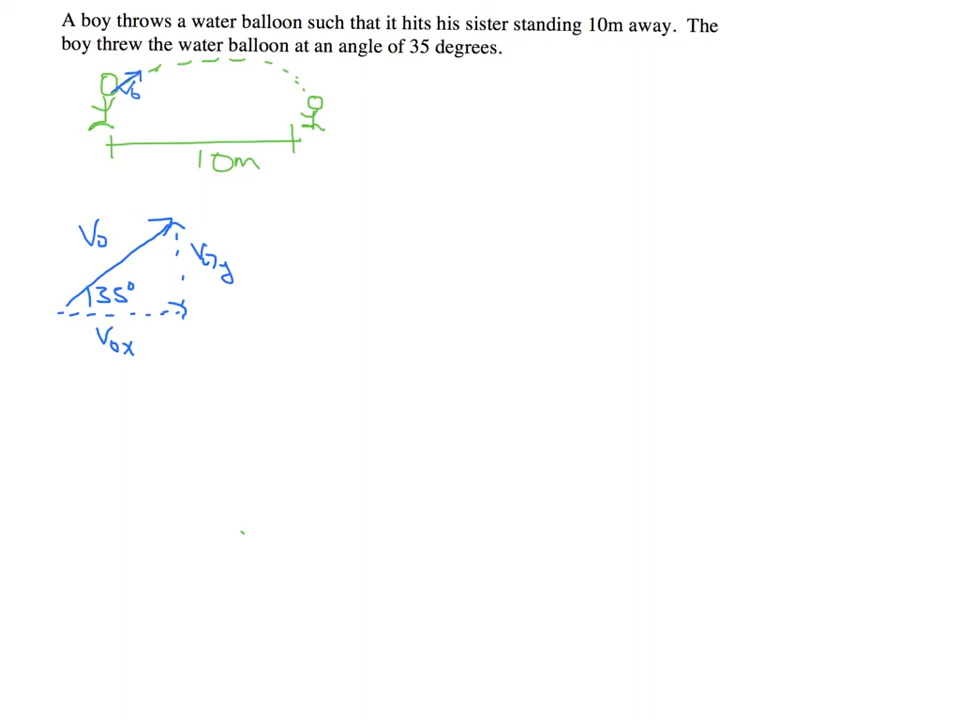 A boy throws a water balloon such that it hits his sister standing 10m away. The
boy threw the water balloon at an angle of 35 degrees.
V₀
10m
V₀
V₀y
35°
V₀x